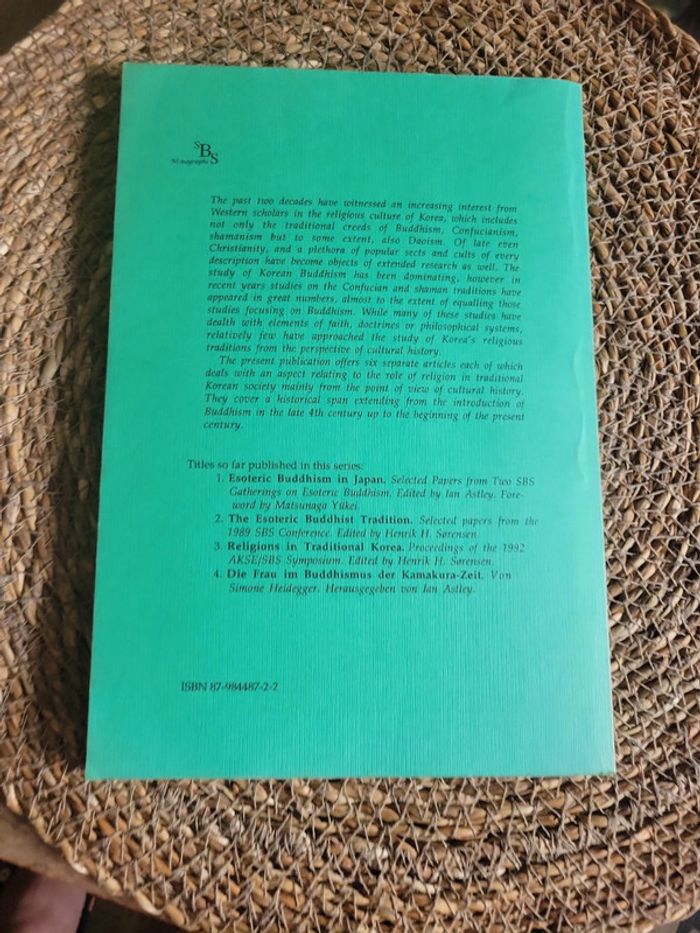 SBS
Monographs
The past two decades have witnessed an increasing interest from
Western scholars in the religious culture of Korea, which includes
not only the traditional creeds of Buddhism, Confucianism,
shamanism but to some extent, also Daoism. Of late even
Christianity, and a plethora of popular sects and cults of every
description have become objects of extended research as well. The
study of Korean Buddhism has been dominating, however in
recent years studies on the Confucian and shaman traditions have
appeared in great numbers, almost to the extent of equalling those
studies focusing on Buddhism. While many of these studies have
dealth with elements of faith, doctrines or philosophical systems,
relatively few have approached the study of Korea's religious
traditions from the perspective of cultural history.
The present publication offers six separate articles each of which
deals with an aspect relating to the role of religion in traditional
Korean society mainly from the point of view of cultural history.
They cover a historical span extending from the introduction of
Buddhism in the late 4th century up to the beginning of the present
century.
Titles so far published in this series:
1. Esoteric Buddhism in Japan. Selected Papers from Two SBS
Gatherings on Esoteric Buddhism. Edited by Ian Astley. Fore-
word by Matsunaga Yūkei.
2. The Esoteric Buddhist Tradition. Selected papers from the
1989 SBS Conference. Edited by Henrik H. Sørensen
3. Religions in Traditional Korea. Proceedings of the 1992
AKSE/SBS Symposium. Edited by Henrik H. Sørensen.
4. Die Frau im Buddhismus der Kamakura-Zeit. Von
Simone Heidegger. Herausgegeben von Ian Astley.
ISBN 87-984487-2-2